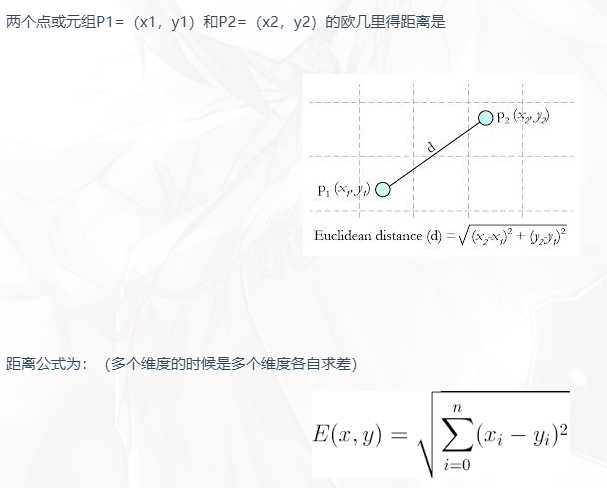 两个点或元组P1=（x1，y1）和P2=（x2，y2）的欧几里得距离是
P₂ (x₂,y₂)
d
P₁ (x₁,y₁)
Euclidean distance (d) = √(x₂-x₁)² + (y₂-y₁)²
距离公式为：（多个维度的时候是多个维度各自求差）
E(x, y) = √∑ⁿᵢ₌₀(xᵢ − yᵢ)²